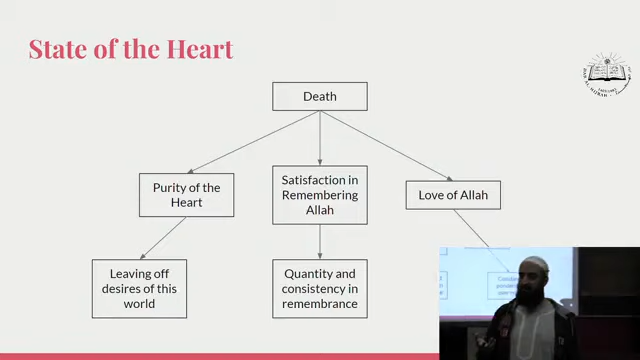 State of the Heart
Death
Purity of the
Heart
Satisfaction in
Remembering
Allah
Love of Allah
Leaving off
desires of this
world
Quantity and
consistency in
remembrance